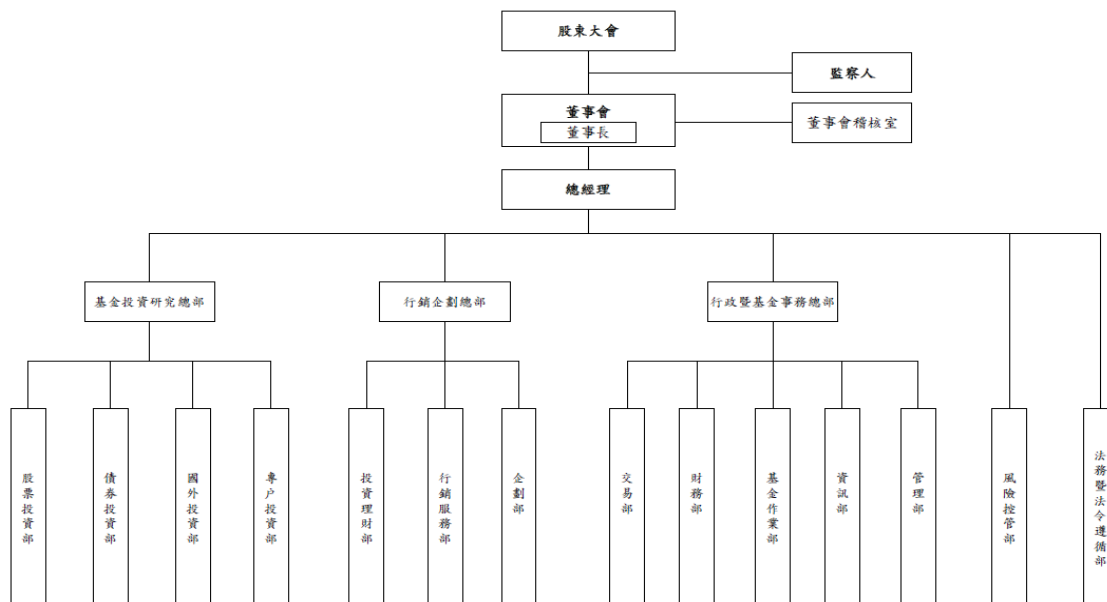 股東大會
監察人
董事會
董事長
董事會稽核室
總經理
基金投資研究總部
行銷企劃總部
行政暨基金事務總部
股票投資部
債券投資部
國外投資部
專戶投資部
投資理財部
行銷服務部
企劃部
交易部
財務部
基金作業部
資訊部
管理部
風險控管部
法務暨法令遵循部